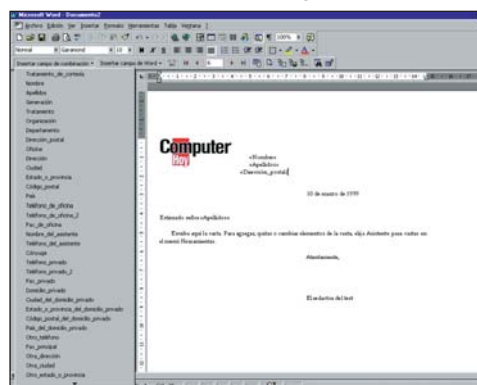 Microsoft Word - Documento2
Archivo Edición Ver Insertar Formato Herramientas Tabla Ventana ?
Normal Garamond 10 N K S
Insertar campo de combinación Insertar campo de Word
Tratamiento_de_cortesía
Nombre
Apellidos
Generación
Tratamiento
Organización
Departamento
Dirección_postal
Oficina
Dirección
Ciudad
Estado_o_provincia
Código_postal
País
Teléfono_de_oficina
Teléfono_de_oficina_2
Fax_de_oficina
Nombre_del_asistente
Teléfono_del_asistente
Cónyuge
Teléfono_privado
Teléfono_privado_2
Fax_privado
Domicilio_privado
Ciudad_del_domicilio_privado
Estado_o_provincia_del_domicilio_privado
Código_postal_del_domicilio_privado
País_del_domicilio_privado
Otro_teléfono
Fax_principal
Otra_dirección
Otra_ciudad
Otro_estado_o_provincia
Computer
Hoy
«Nombre»
«Apellidos»
«Dirección_postal»
10 de marzo de 1999
Estimado señor «Apellidos»:
Escriba aquí la carta. Para agregar, quitar o cambiar elementos de la carta, elija Asistente para cartas en
el menú Herramientas.
Atentamente,
El redactor del test